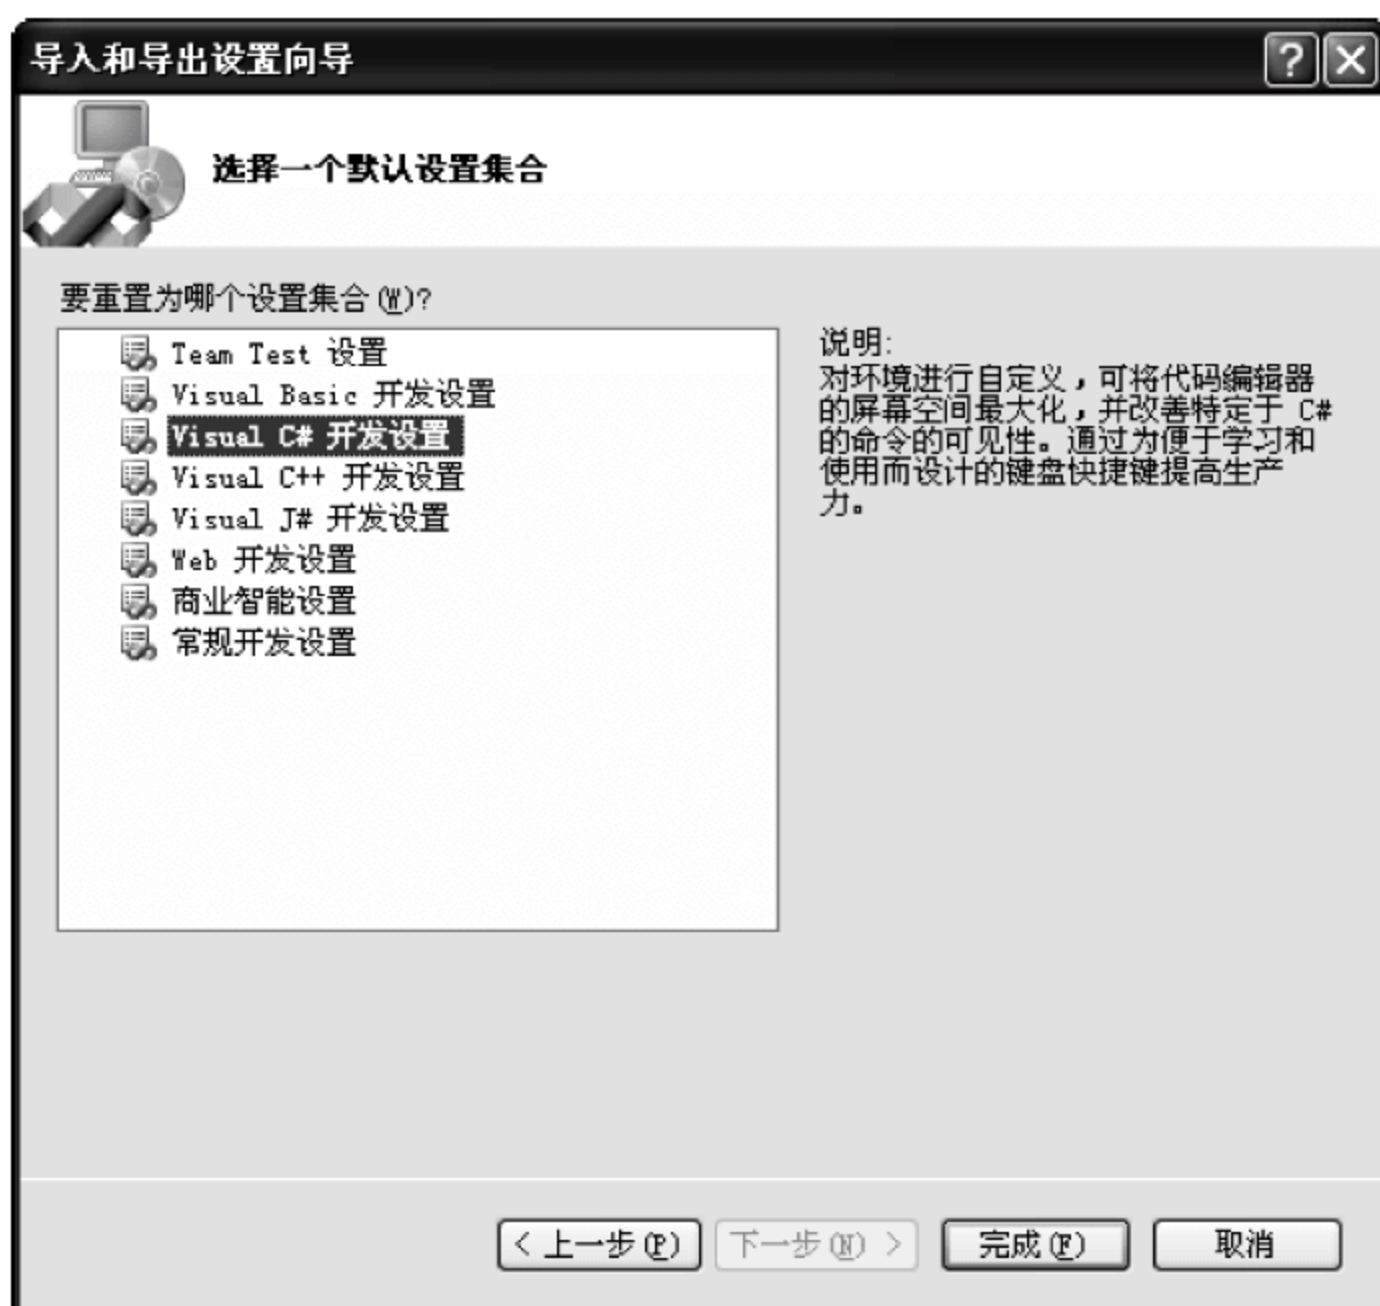 导入和导出设置向导
选择一个默认设置集合
要重置为哪个设置集合(W)?
Team Test 设置
Visual Basic 开发设置
Visual C# 开发设置
Visual C++ 开发设置
Visual J# 开发设置
Web 开发设置
商业智能设置
常规开发设置
说明:
对环境进行自定义，可将代码编辑器
的屏幕空间最大化，并改善特定于 C#
的命令的可见性。通过为便于学习和
使用而设计的键盘快捷键提高生产
力。
< 上一步(P)
下一步(N) >
完成(F)
取消